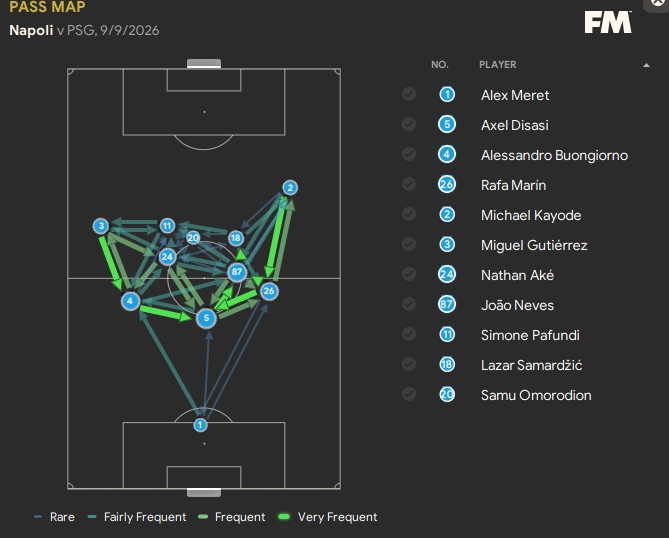 PASS MAP
Napoli v PSG, 9/9/2026
FM
NO. PLAYER
1 Alex Meret
5 Axel Disasi
4 Alessandro Buongiorno
26 Rafa Marín
2 Michael Kayode
3 Miguel Gutiérrez
24 Nathan Aké
87 João Neves
11 Simone Pafundi
18 Lazar Samardžić
20 Samu Omorodion
2
3 11 20 18
24 87
4 26
5
1
Rare Fairly Frequent Frequent Very Frequent